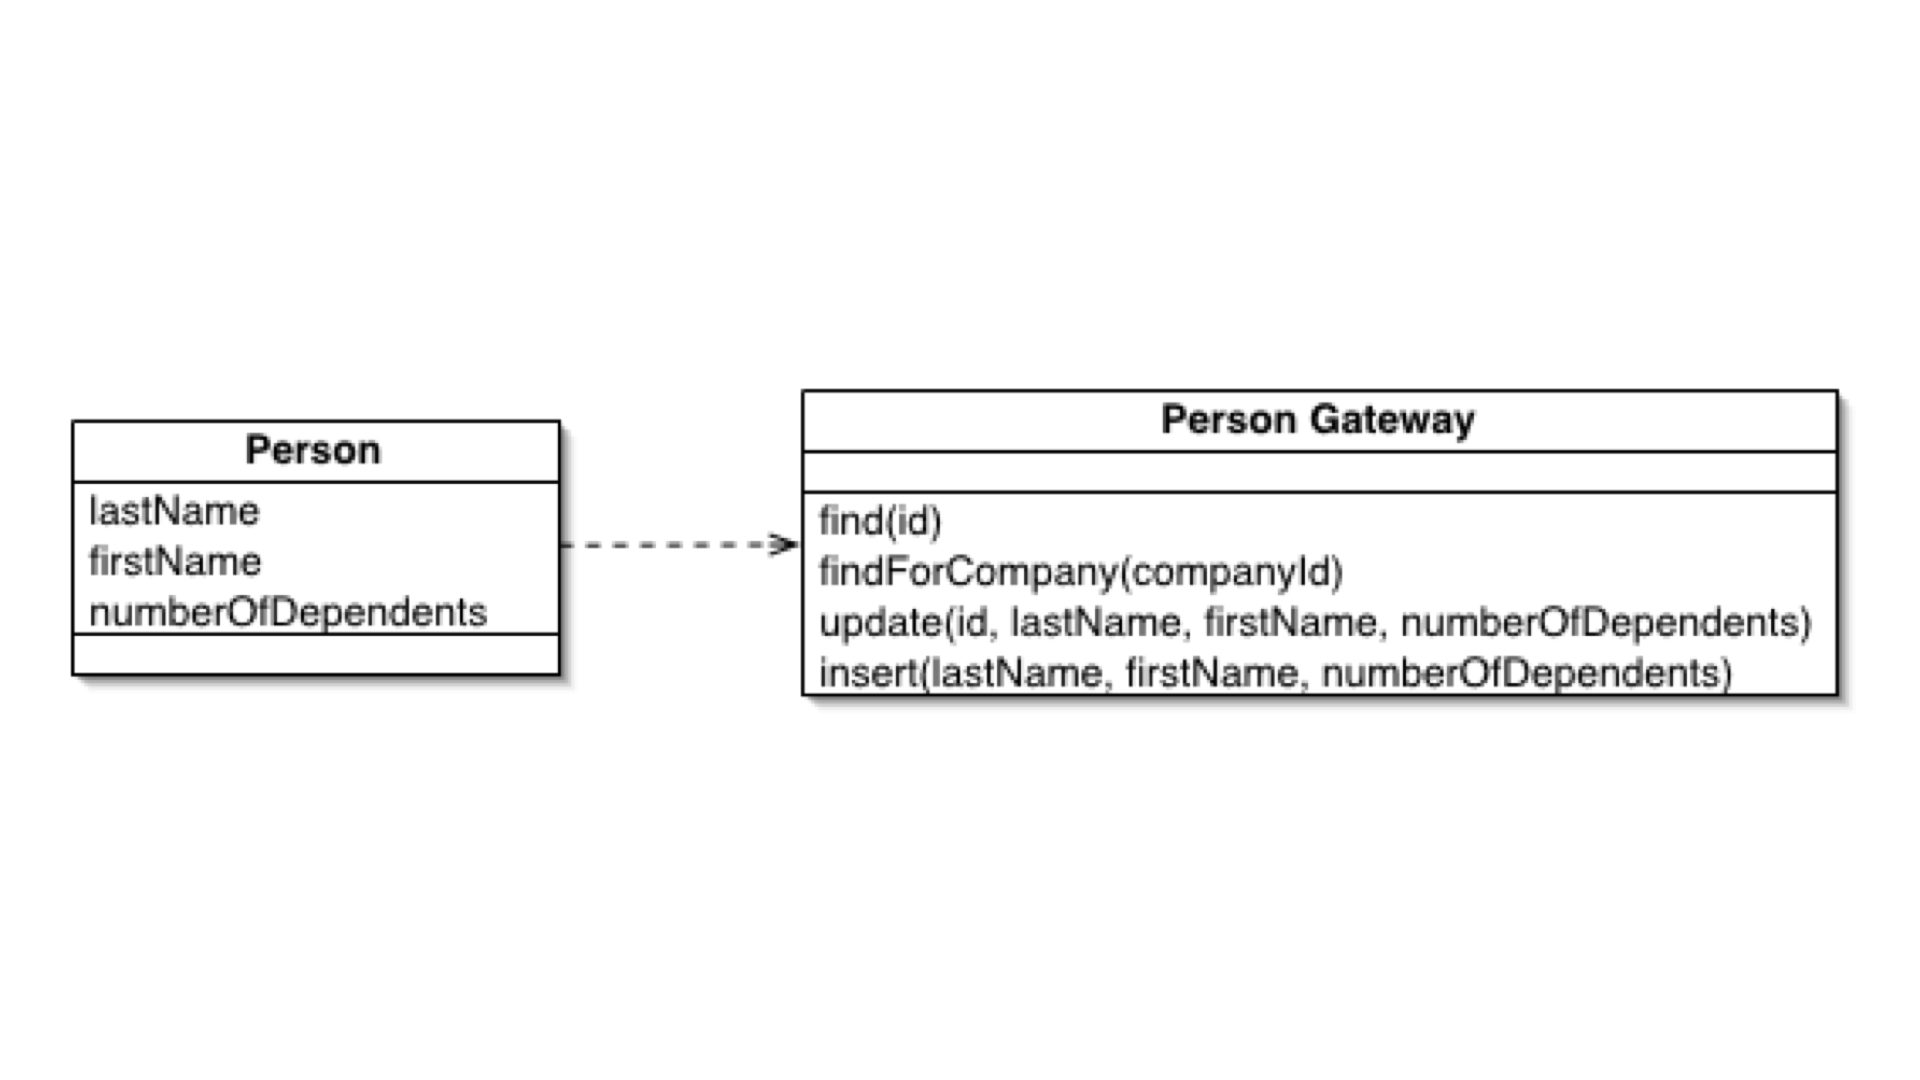 Person
lastName
firstName
numberOfDependents
Person Gateway
find(id)
findForCompany(companyId)
update(id, lastName, firstName, numberOfDependents)
insert(lastName, firstName, numberOfDependents)